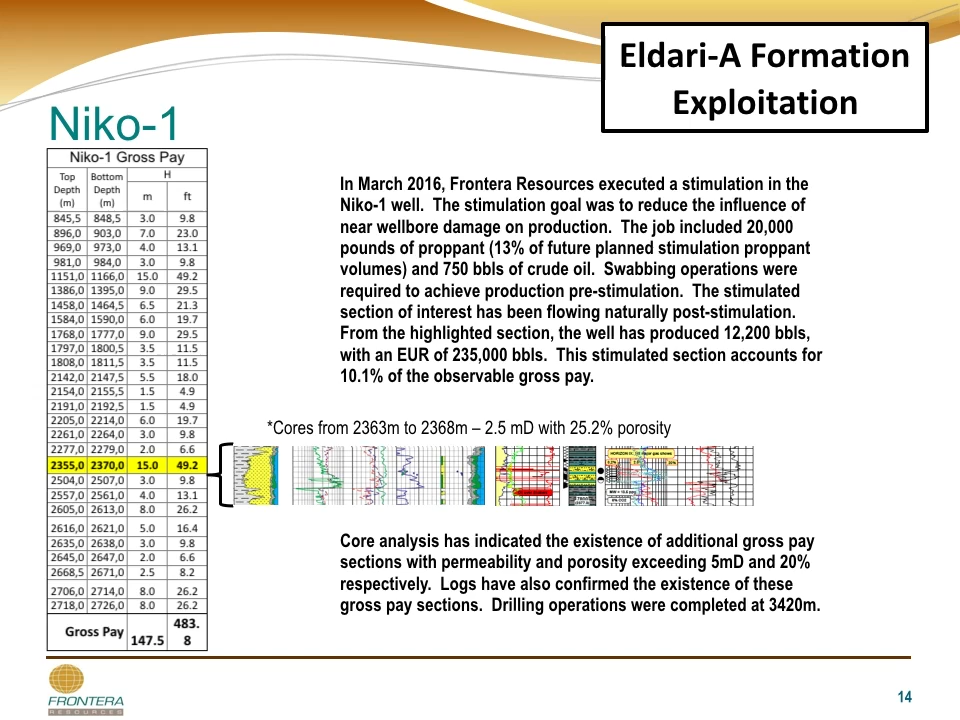 Eldari-A Formation
Exploitation
Niko-1
Niko-1 Gross Pay
Top Depth (m) Bottom Depth (m) H
m ft
845,5 848,5 3.0 9.8
896,0 903,0 7.0 23.0
969,0 973,0 4.0 13.1
981,0 984,0 3.0 9.8
1151,0 1166,0 15.0 49.2
1386,0 1395,0 9.0 29.5
1458,0 1464,5 6.5 21.3
1584,0 1590,0 6.0 19.7
1768,0 1777,0 9.0 29.5
1797,0 1800,5 3.5 11.5
1808,0 1811,5 3.5 11.5
2142,0 2147,5 5.5 18.0
2154,0 2155,5 1.5 4.9
2191,0 2192,5 1.5 4.9
2205,0 2214,0 6.0 19.7
2261,0 2264,0 3.0 9.8
2277,0 2279,0 2.0 6.6
2355,0 2370,0 15.0 49.2
2504,0 2507,0 3.0 9.8
2557,0 2561,0 4.0 13.1
2605,0 2613,0 8.0 26.2
2616,0 2621,0 5.0 16.4
2635,0 2638,0 3.0 9.8
2645,0 2647,0 2.0 6.6
2668,5 2671,0 2.5 8.2
2706,0 2714,0 8.0 26.2
2718,0 2726,0 8.0 26.2
Gross Pay 147.5 483.8
In March 2016, Frontera Resources executed a stimulation in the
Niko-1 well. The stimulation goal was to reduce the influence of
near wellbore damage on production. The job included 20,000
pounds of proppant (13% of future planned stimulation proppant
volumes) and 750 bbls of crude oil. Swabbing operations were
required to achieve production pre-stimulation. The stimulated
section of interest has been flowing naturally post-stimulation.
From the highlighted section, the well has produced 12,200 bbls,
with an EUR of 235,000 bbls. This stimulated section accounts for
10.1% of the observable gross pay.
*Cores from 2363m to 2368m – 2.5 mD with 25.2% porosity
Core analysis has indicated the existence of additional gross pay
sections with permeability and porosity exceeding 5mD and 20%
respectively. Logs have also confirmed the existence of these
gross pay sections. Drilling operations were completed at 3420m.
FRONTERA
RESOURCES
14